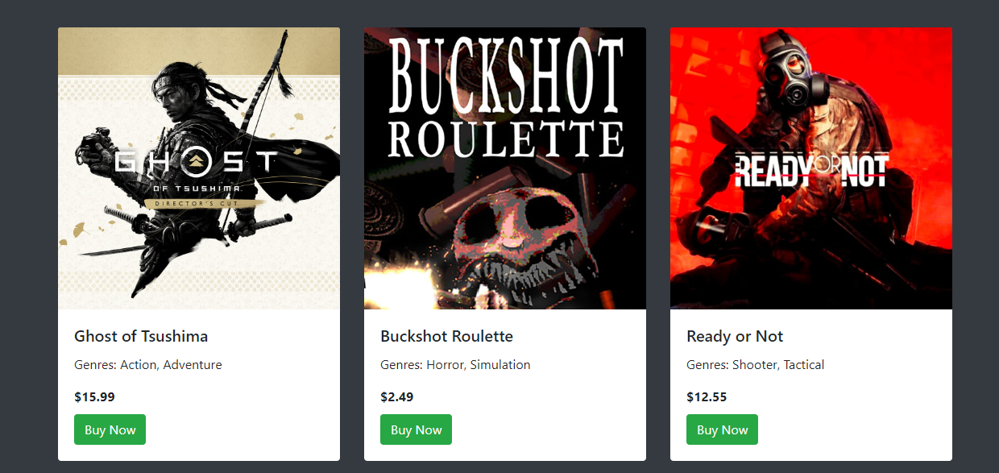 GHOST
OF TSUSHIMA
DIRECTOR'S CUT
Ghost of Tsushima
Genres: Action, Adventure
$15.99
Buy Now
BUCKSHOT
ROULETTE
Buckshot Roulette
Genres: Horror, Simulation
$2.49
Buy Now
READY OR NOT
Ready or Not
Genres: Shooter, Tactical
$12.55
Buy Now